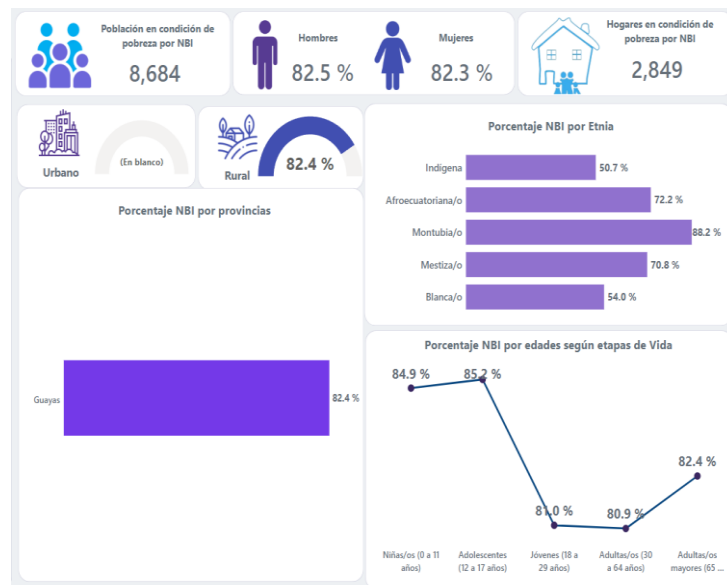 Población en condición de
pobreza por NBI
8,684
Hombres
82.5 %
Mujeres
82.3 %
Hogares en condición de
pobreza por NBI
2,849
Urbano
(En blanco)
Rural
82.4 %
Porcentaje NBI por Etnia
Indígena
50.7 %
Afroecuatoriana/o
72.2 %
Montubia/o
88.2 %
Mestiza/o
70.8 %
Blanca/o
54.0 %
Porcentaje NBI por provincias
Guayas
82.4 %
Porcentaje NBI por edades según etapas de Vida
84.9 %
85.2 %
81.0 %
80.9 %
82.4 %
Niñas/os (0 a 11
años)
Adolescentes
(12 a 17 años)
Jóvenes (18 a
29 años)
Adultas/os (30
a 64 años)
Adultas/os
mayores (65 ...